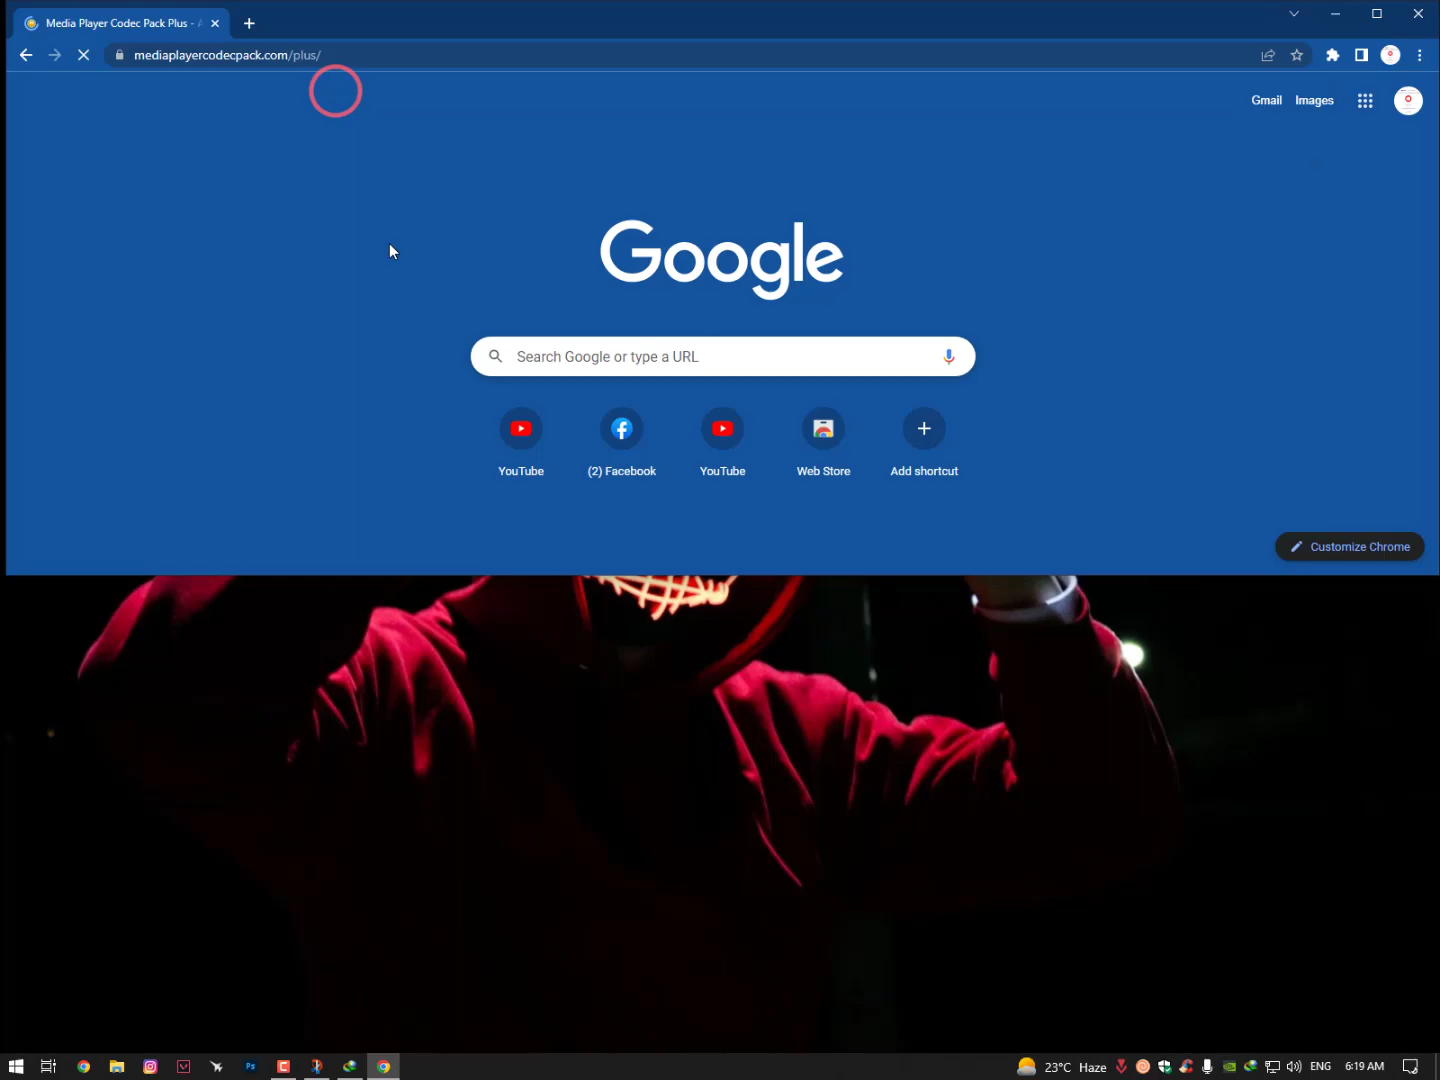 Media Player Codec Pack Plus -
mediaplayercodecpack.com/plus/
Gmail Images
Google
Search Google or type a URL
YouTube (2) Facebook YouTube Web Store Add shortcut
Customize Chrome
Ps C 23°C Haze ENG 6:19 AM